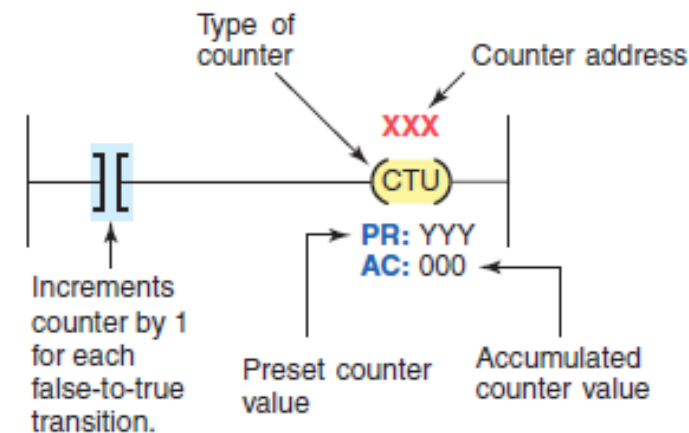 Type of
counter
Counter address
XXX
CTU
PR: YYY
AC: 000
Increments
counter by 1
for each
false-to-true
transition.
Preset counter
value
Accumulated
counter value